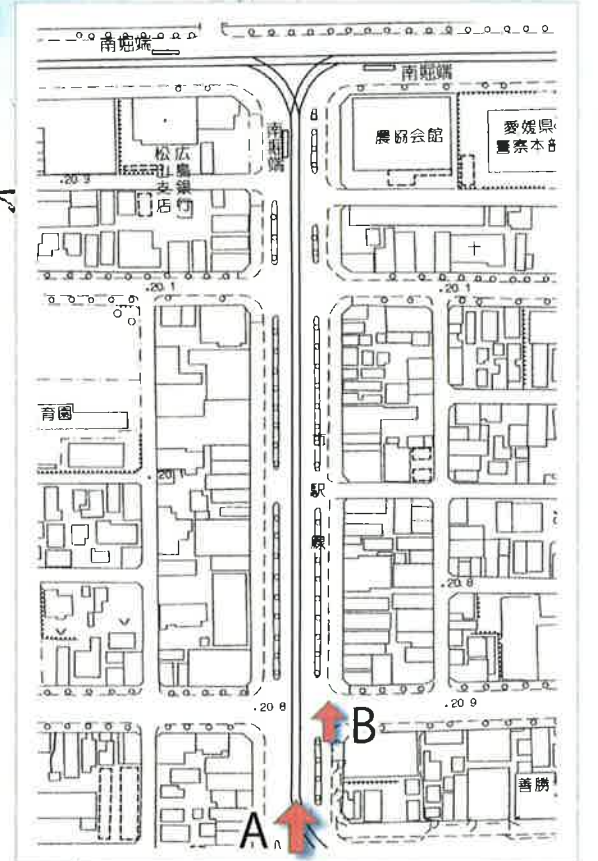 南堀端
南堀端
南堀端
農協会館
愛媛県
警察本部
広島銀行
松山支店
.20 9
.20 1
.20 1
育園
.20 1
市
駅
線
.20.8
.20 8
.20 9
B
善勝
A